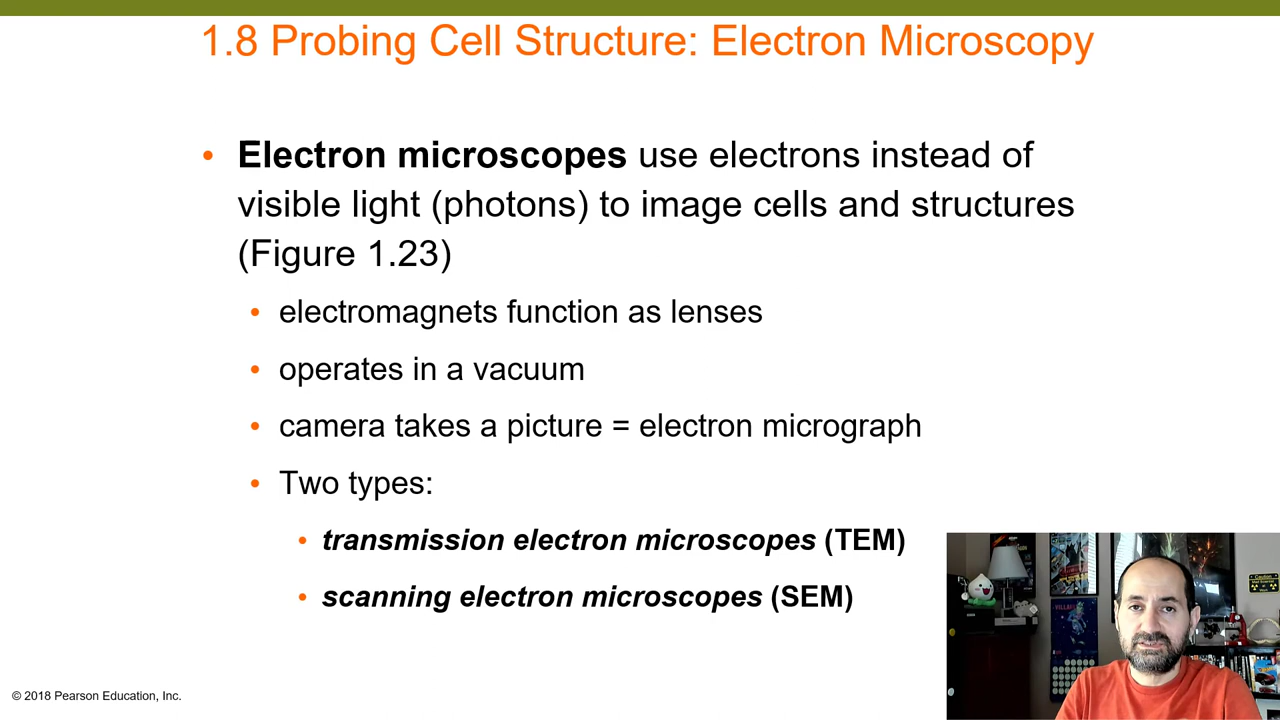 1.8 Probing Cell Structure: Electron Microscopy
• Electron microscopes use electrons instead of
visible light (photons) to image cells and structures
(Figure 1.23)
• electromagnets function as lenses
• operates in a vacuum
• camera takes a picture = electron micrograph
• Two types:
• transmission electron microscopes (TEM)
• scanning electron microscopes (SEM)
© 2018 Pearson Education, Inc.
Caution